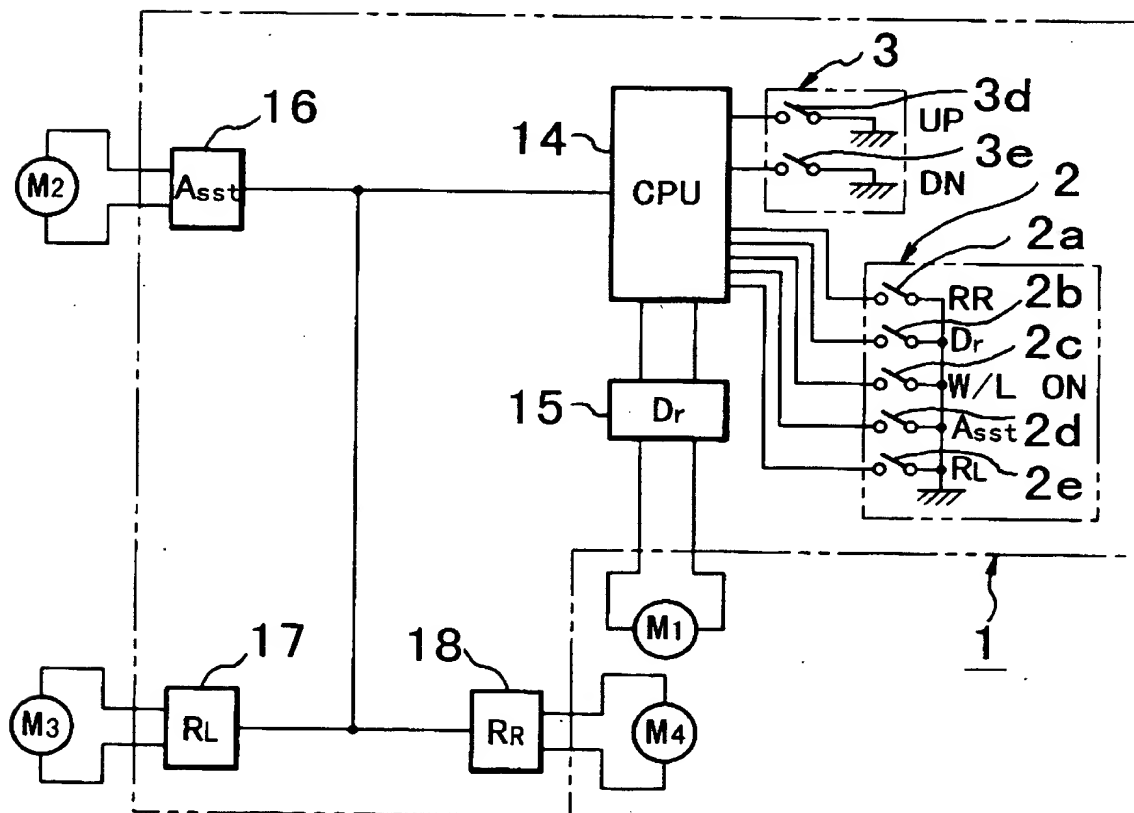 3
16
3d
14
UP
3e
M2
Asst
CPU
DN
2
2a
RR
2b
Dr
2c
W/L ON
15
Dr
Asst
2d
RL
2e
M1
1
17
18
M3
RL
RR
M4